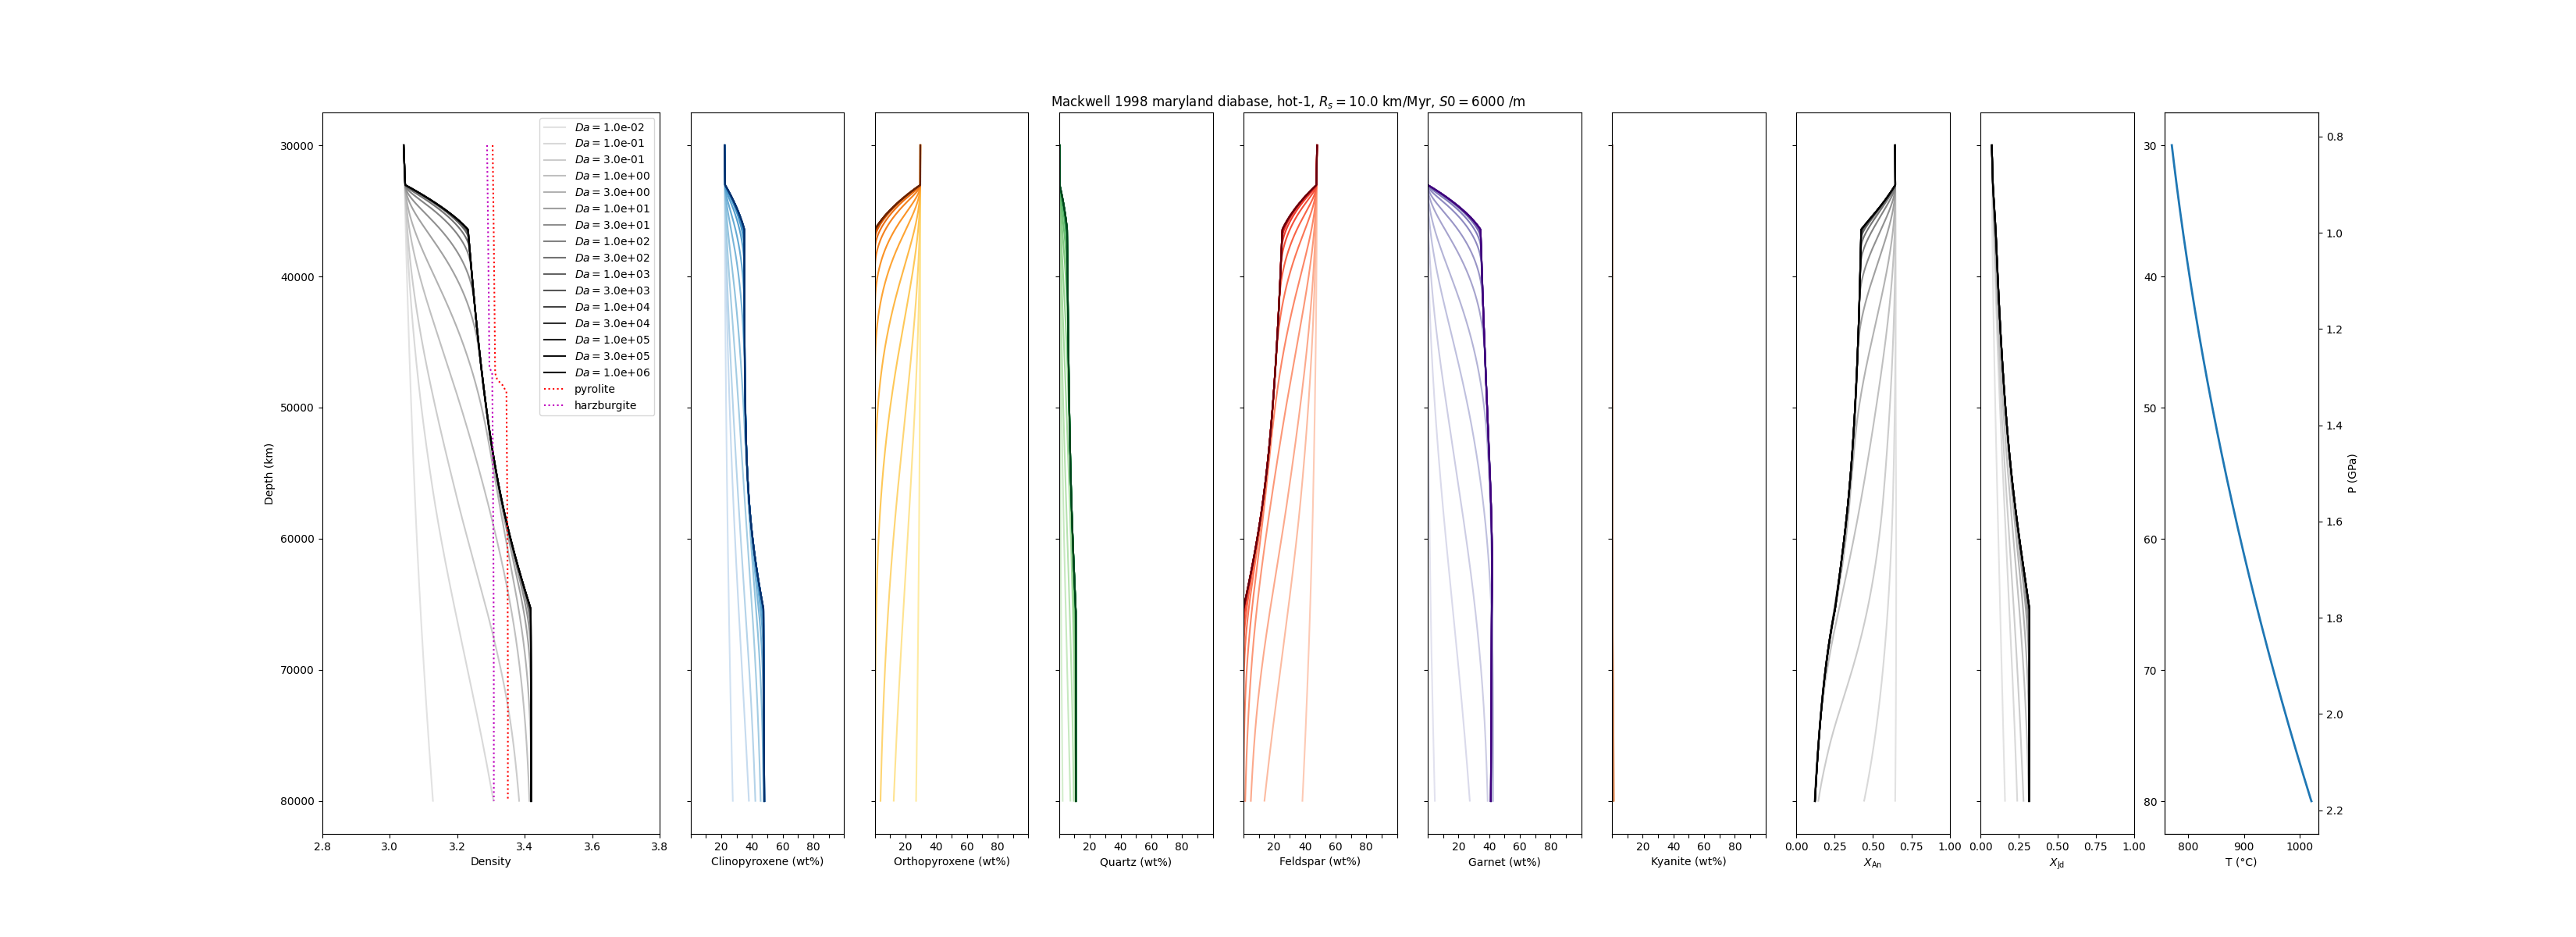 Mackwell 1998 maryland diabase, hot-1, R_s = 10.0 km/Myr, S0 = 6000 /m
Da = 1.0e-02
Da = 1.0e-01
Da = 3.0e-01
Da = 1.0e+00
Da = 3.0e+00
Da = 1.0e+01
Da = 3.0e+01
Da = 1.0e+02
Da = 3.0e+02
Da = 1.0e+03
Da = 3.0e+03
Da = 1.0e+04
Da = 3.0e+04
Da = 1.0e+05
Da = 3.0e+05
Da = 1.0e+06
pyrolite
harzburgite
Depth (km)
30000
40000
50000
60000
70000
80000
2.8 3.0 3.2 3.4 3.6 3.8
Density
20 40 60 80
Clinopyroxene (wt%)
20 40 60 80
Orthopyroxene (wt%)
20 40 60 80
Quartz (wt%)
20 40 60 80
Feldspar (wt%)
20 40 60 80
Garnet (wt%)
20 40 60 80
Kyanite (wt%)
0.00 0.25 0.50 0.75 1.00
X_An
0.00 0.25 0.50 0.75 1.00
X_Jd
30
40
50
60
70
80
800 900 1000
T (°C)
0.8
1.0
1.2
1.4
1.6
1.8
2.0
2.2
P (GPa)